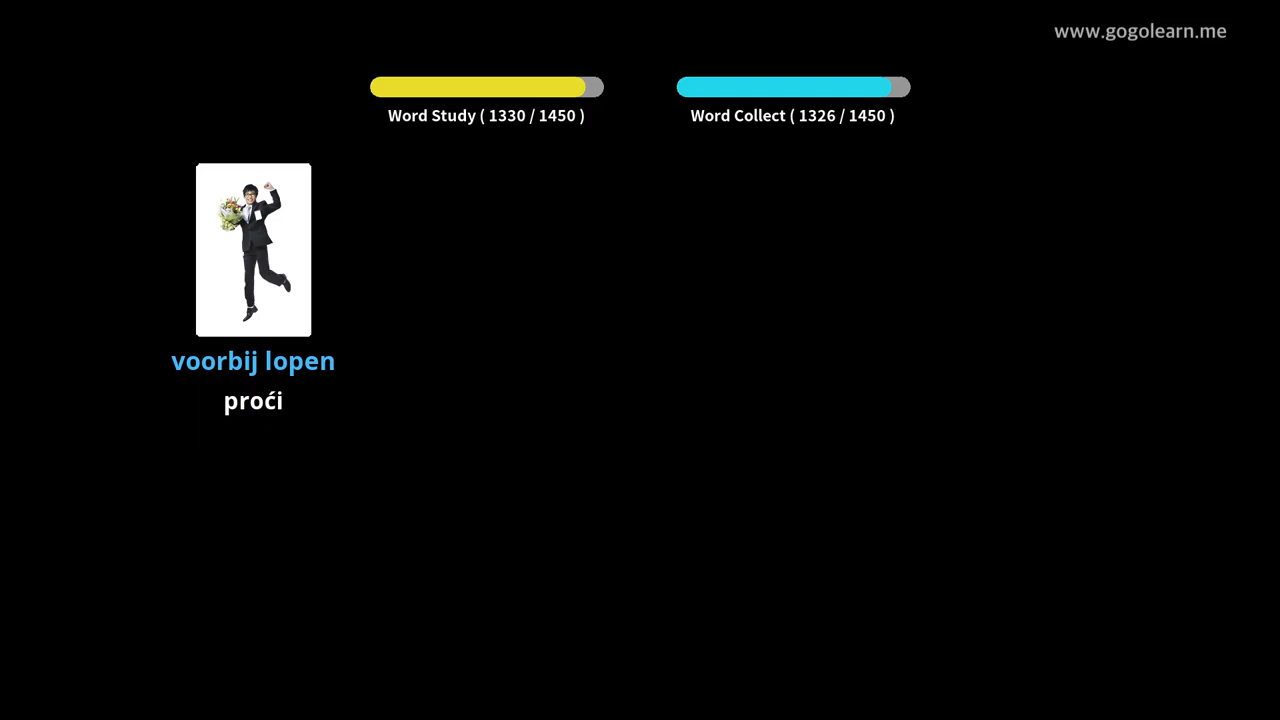 www.gogolearn.me
Word Study ( 1330 / 1450 )
Word Collect ( 1326 / 1450 )
voorbij lopen
proći